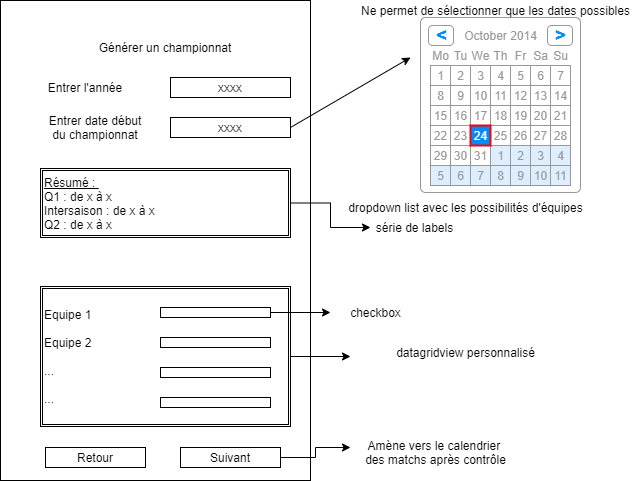 Ne permet de sélectionner que les dates possibles
< October 2014 >
Mo Tu We Th Fr Sa Su
1 2 3 4 5 6 7
8 9 10 11 12 13 14
15 16 17 18 19 20 21
22 23 24 25 26 27 28
29 30 31 1 2 3 4
5 6 7 8 9 10 11
Générer un championnat
Entrer l'année
xxxx
Entrer date début
du championnat
xxxx
Résumé :
Q1 : de x à x
Intersaison : de x à x
Q2 : de x à x
dropdown list avec les possibilités d'équipes
série de labels
Equipe 1
checkbox
Equipe 2
datagridview personnalisé
...
...
Retour
Suivant
Amène vers le calendrier
des matchs après contrôle